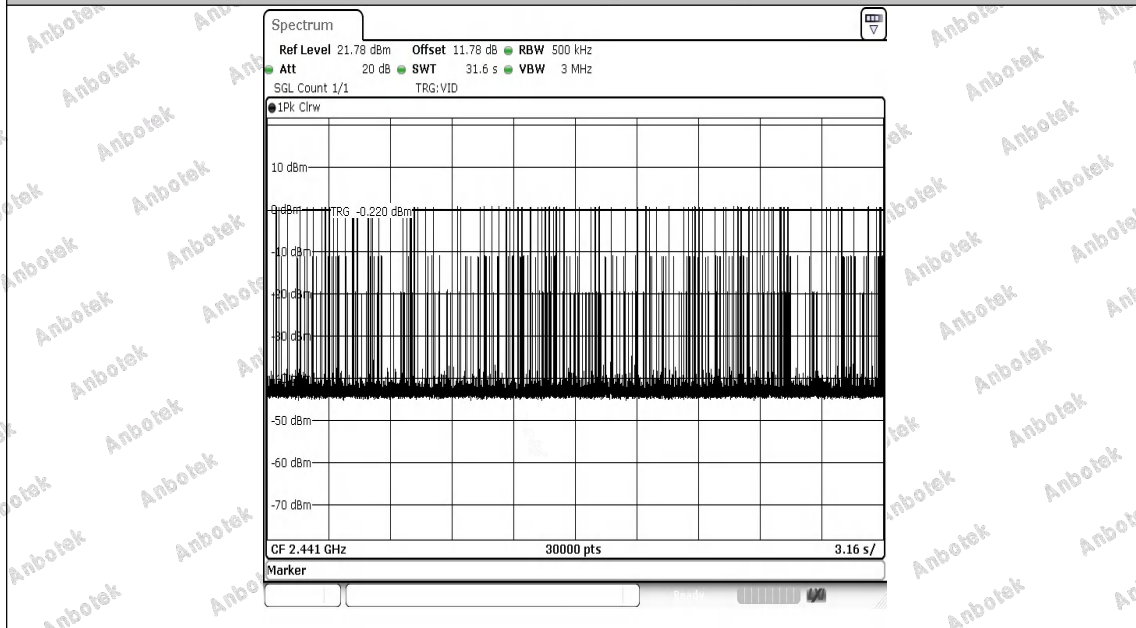 Spectrum
Ref Level 21.78 dBm Offset 11.78 dB RBW 500 kHz
Att 20 dB SWT 31.6 s VBW 3 MHz
SGL Count 1/1 TRG:VID
1Pk Clrw
10 dBm
0 dBm TRG -0.220 dBm
-10 dBm
-20 dBm
-30 dBm
-50 dBm
-60 dBm
-70 dBm
CF 2.441 GHz 30000 pts 3.16 s/
Marker
Ready
Anbotek